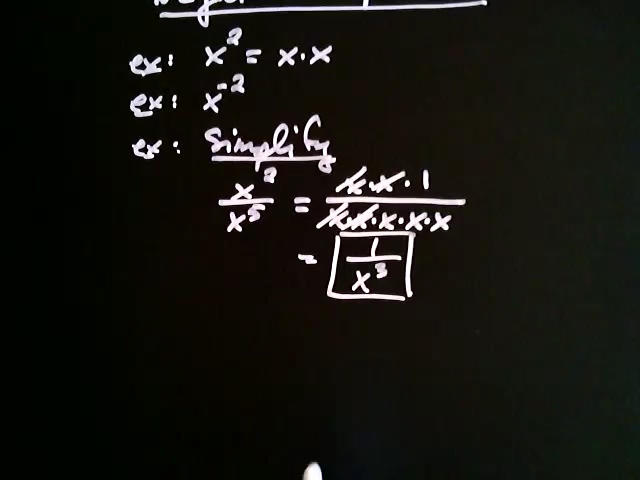 ex: x² = x·x
ex: x⁻²
ex: Simplify
x²/x⁵ = x·x·1/x·x·x·x·x
= 1/x³